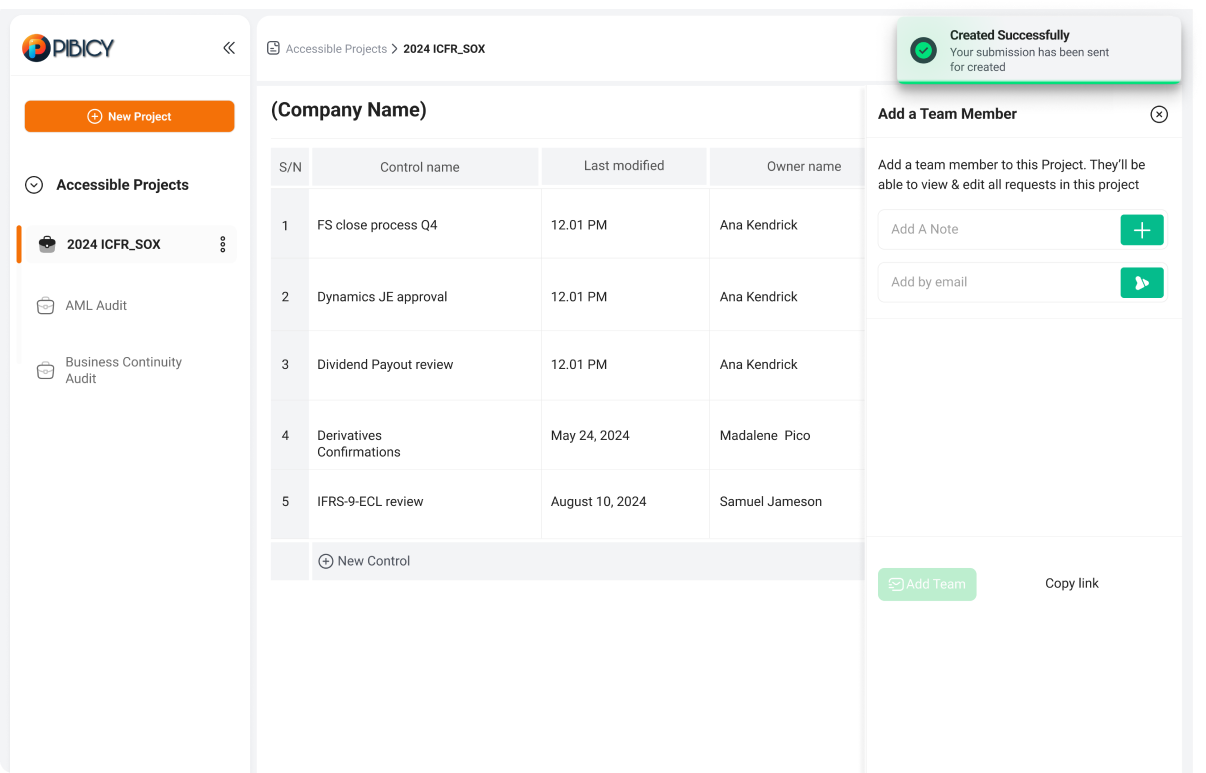 PIBICY
New Project
Accessible Projects
2024 ICFR_SOX
AML Audit
Business Continuity
Audit
Accessible Projects > 2024 ICFR_SOX
Created Successfully
Your submission has been sent
for created
(Company Name)
S/N Control name Last modified Owner name
1 FS close process Q4 12.01 PM Ana Kendrick
2 Dynamics JE approval 12.01 PM Ana Kendrick
3 Dividend Payout review 12.01 PM Ana Kendrick
4 Derivatives May 24, 2024 Madalene Pico
Confirmations
5 IFRS-9-ECL review August 10, 2024 Samuel Jameson
New Control
Add a Team Member
Add a team member to this Project. They'll be
able to view & edit all requests in this project
Add A Note
Add by email
Add Team Copy link